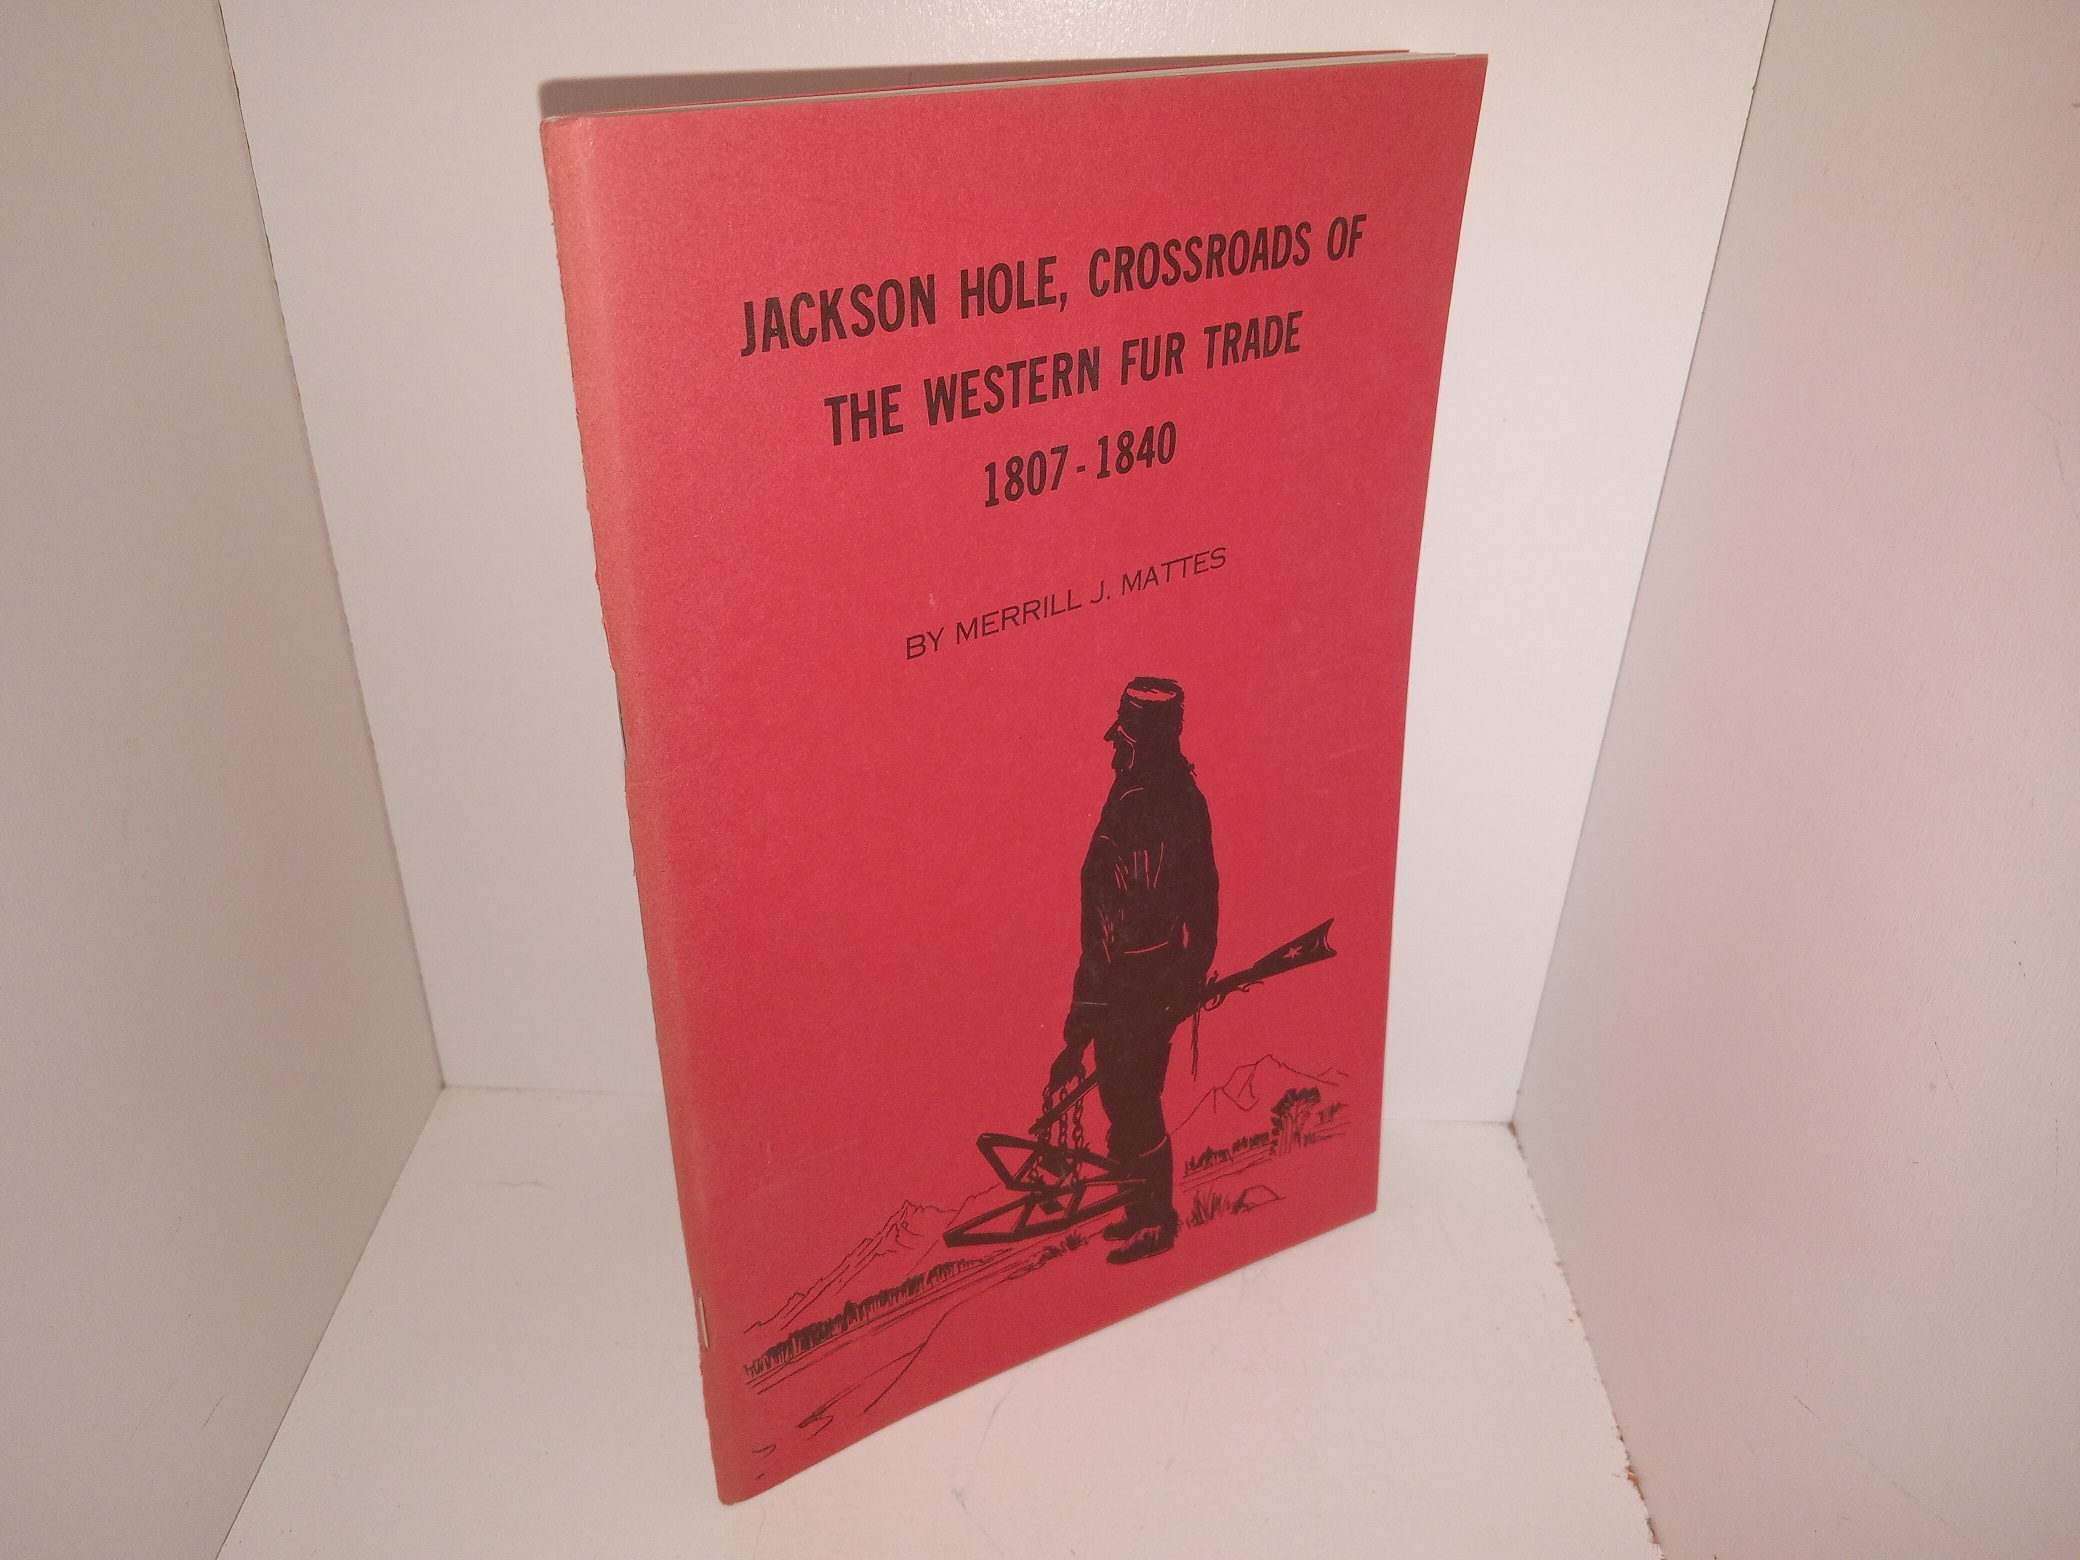 JACKSON HOLE, CROSSROADS OF
THE WESTERN FUR TRADE
1807-1840
BY MERRILL J. MATTES